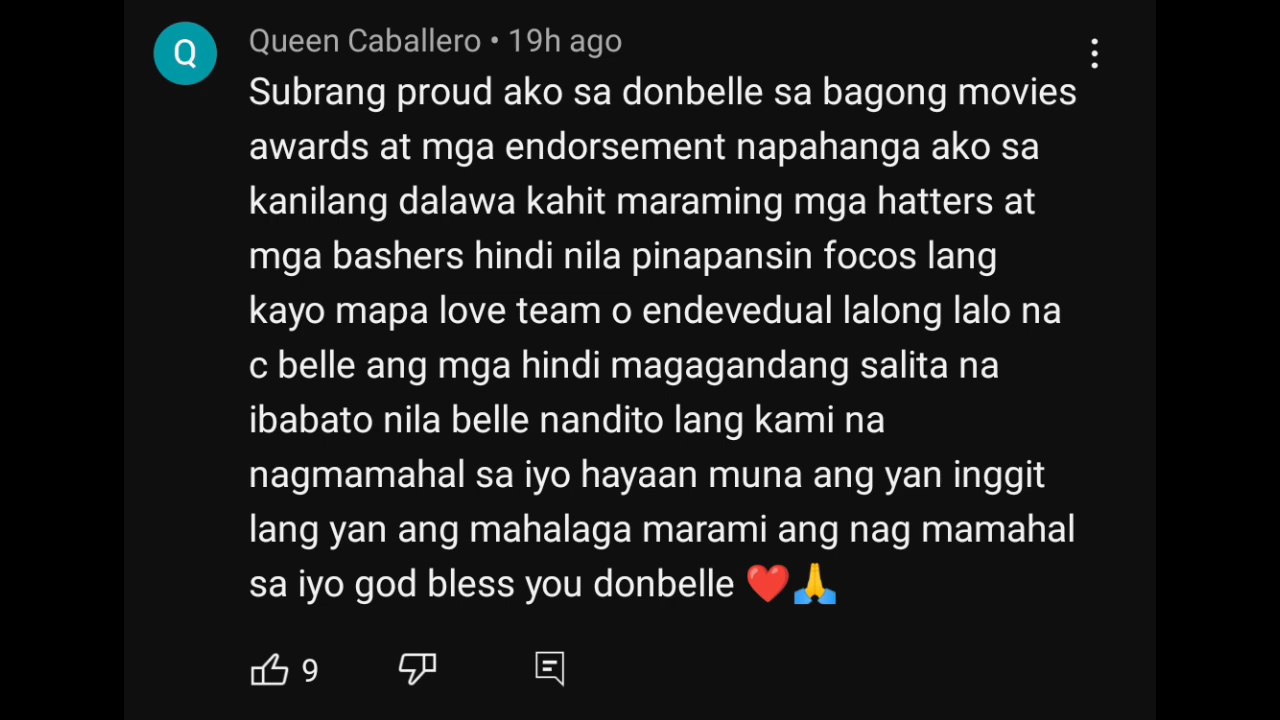 Q
Queen Caballero • 19h ago
Subrang proud ako sa donbelle sa bagong movies
awards at mga endorsement napahanga ako sa
kanilang dalawa kahit maraming mga hatters at
mga bashers hindi nila pinapansin focos lang
kayo mapa love team o endevedual lalong lalo na
c belle ang mga hindi magagandang salita na
ibabato nila belle nandito lang kami na
nagmamahal sa iyo hayaan muna ang yan inggit
lang yan ang mahalaga marami ang nag mamahal
sa iyo god bless you donbelle ❤️🙏
9